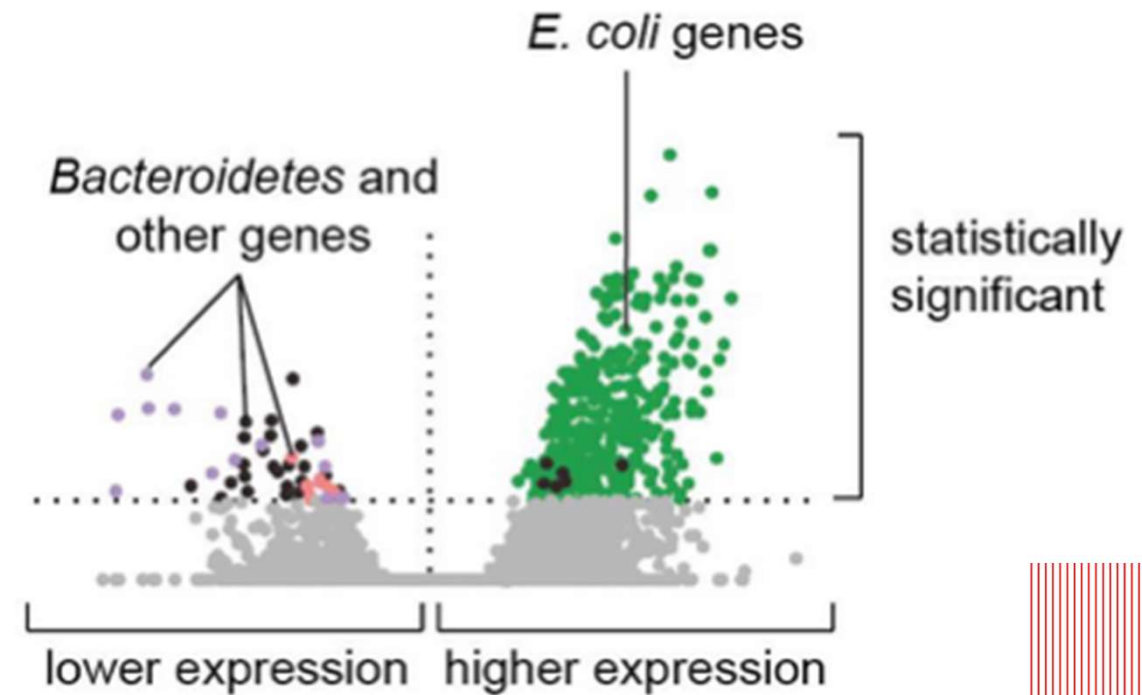 E. coli genes
Bacteroidetes and
other genes
statistically
significant
lower expression
higher expression